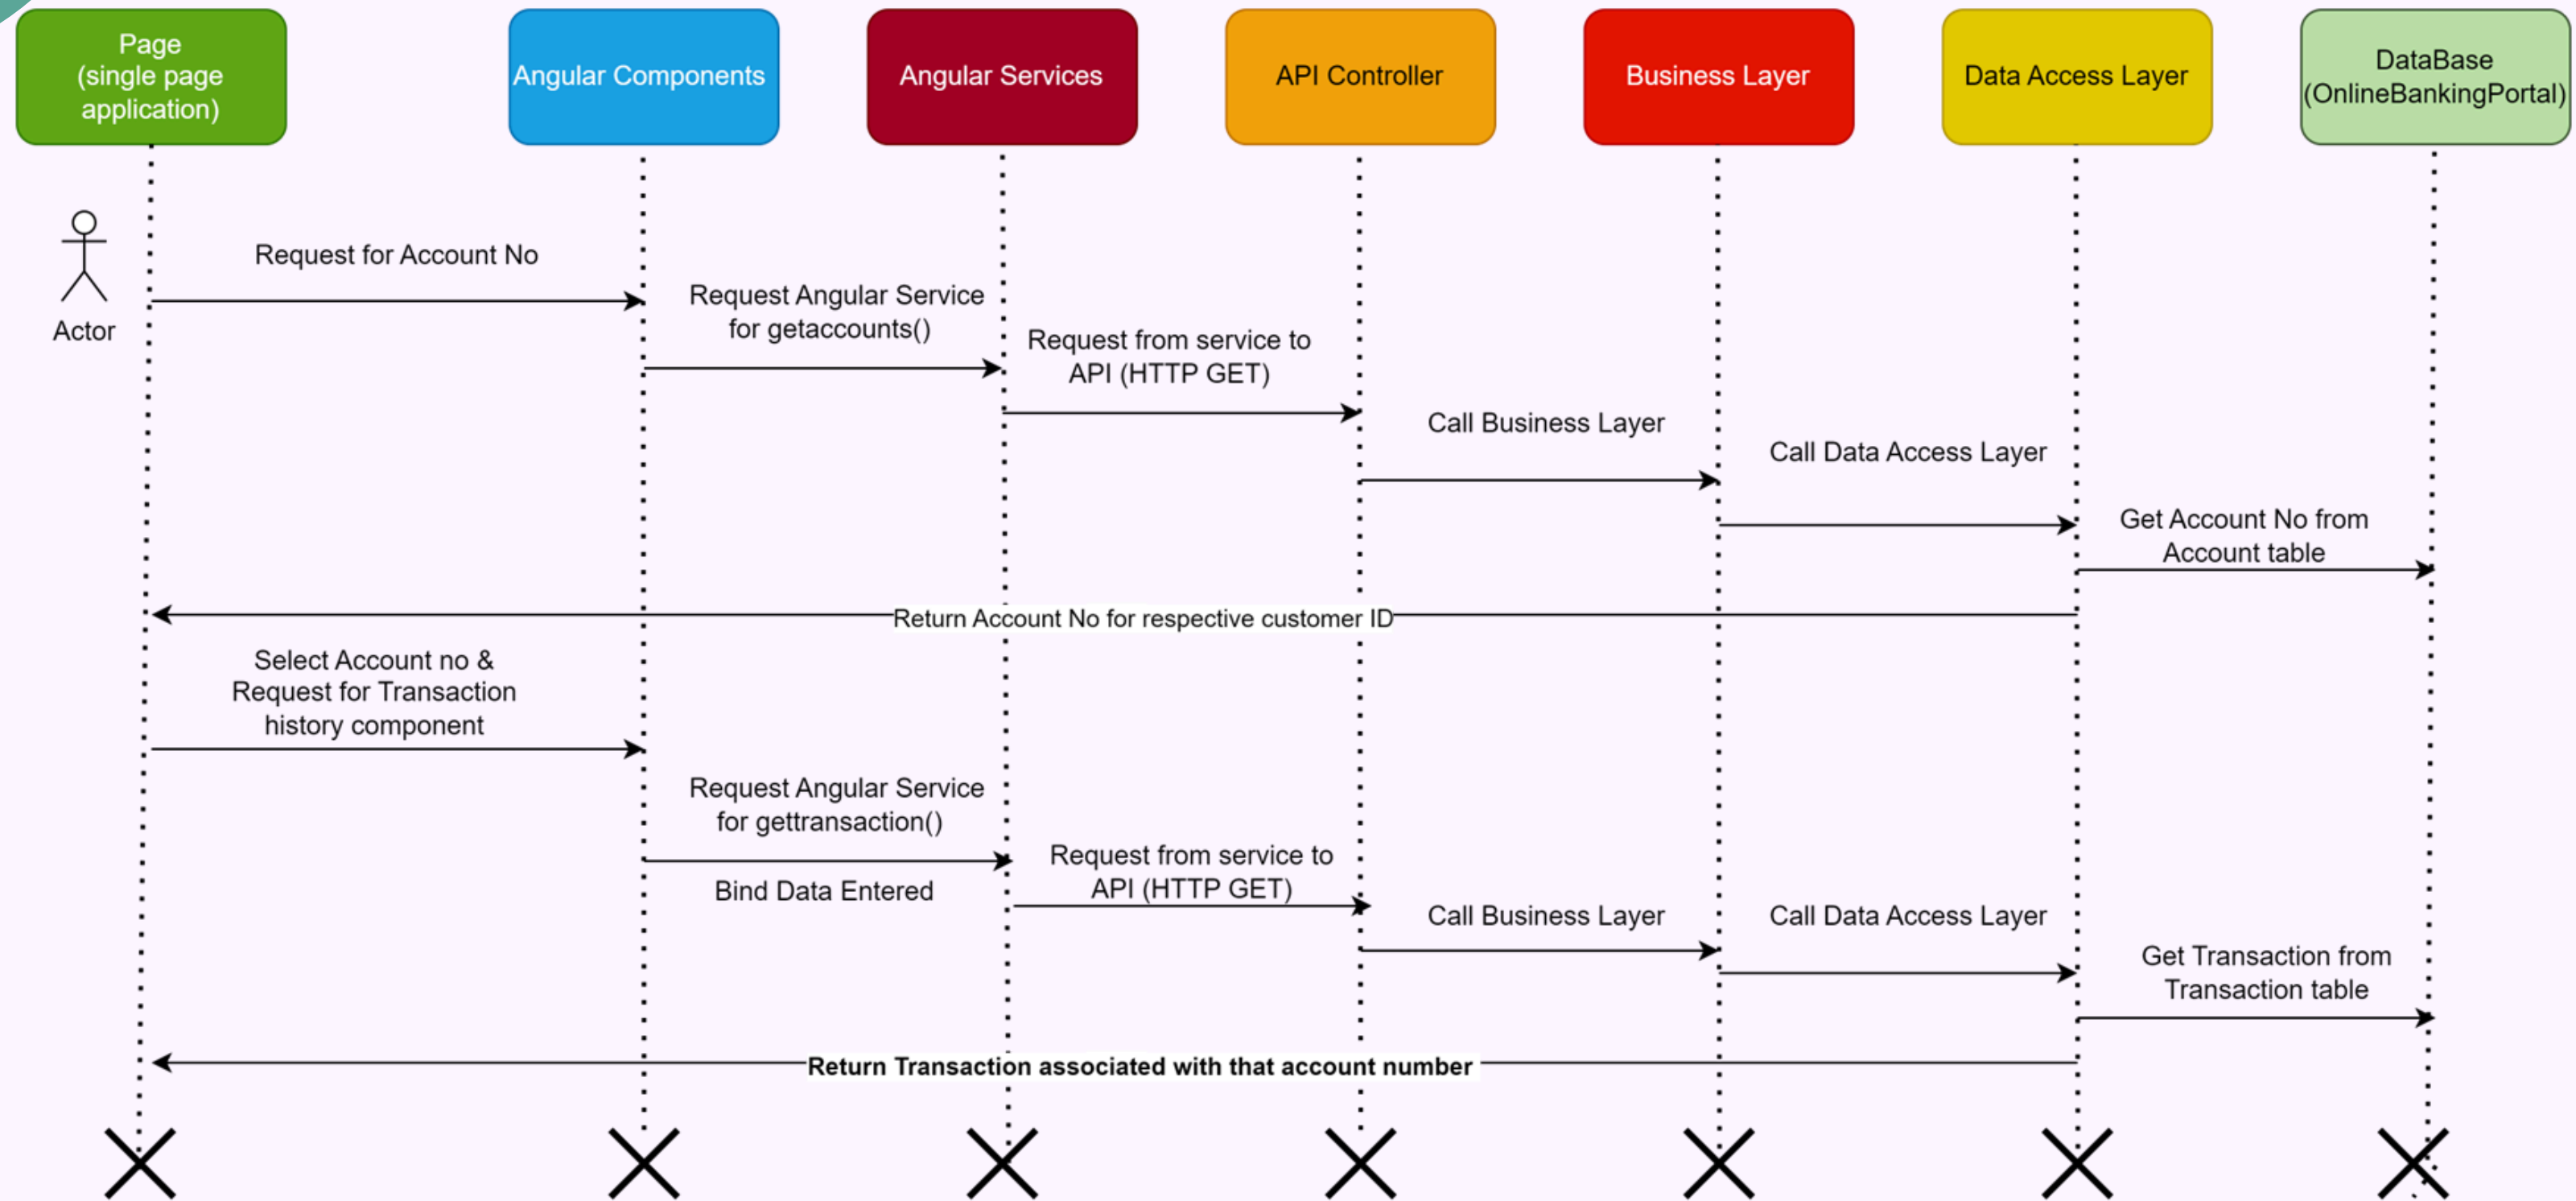 Page
(single page
application)
Angular Components
Angular Services
API Controller
Business Layer
Data Access Layer
DataBase
(OnlineBankingPortal)
Actor
Request for Account No
Request Angular Service
for getaccounts()
Request from service to
API (HTTP GET)
Call Business Layer
Call Data Access Layer
Get Account No from
Account table
Return Account No for respective customer ID
Select Account no &
Request for Transaction
history component
Request Angular Service
for gettransaction()
Bind Data Entered
Request from service to
API (HTTP GET)
Call Business Layer
Call Data Access Layer
Get Transaction from
Transaction table
Return Transaction associated with that account number